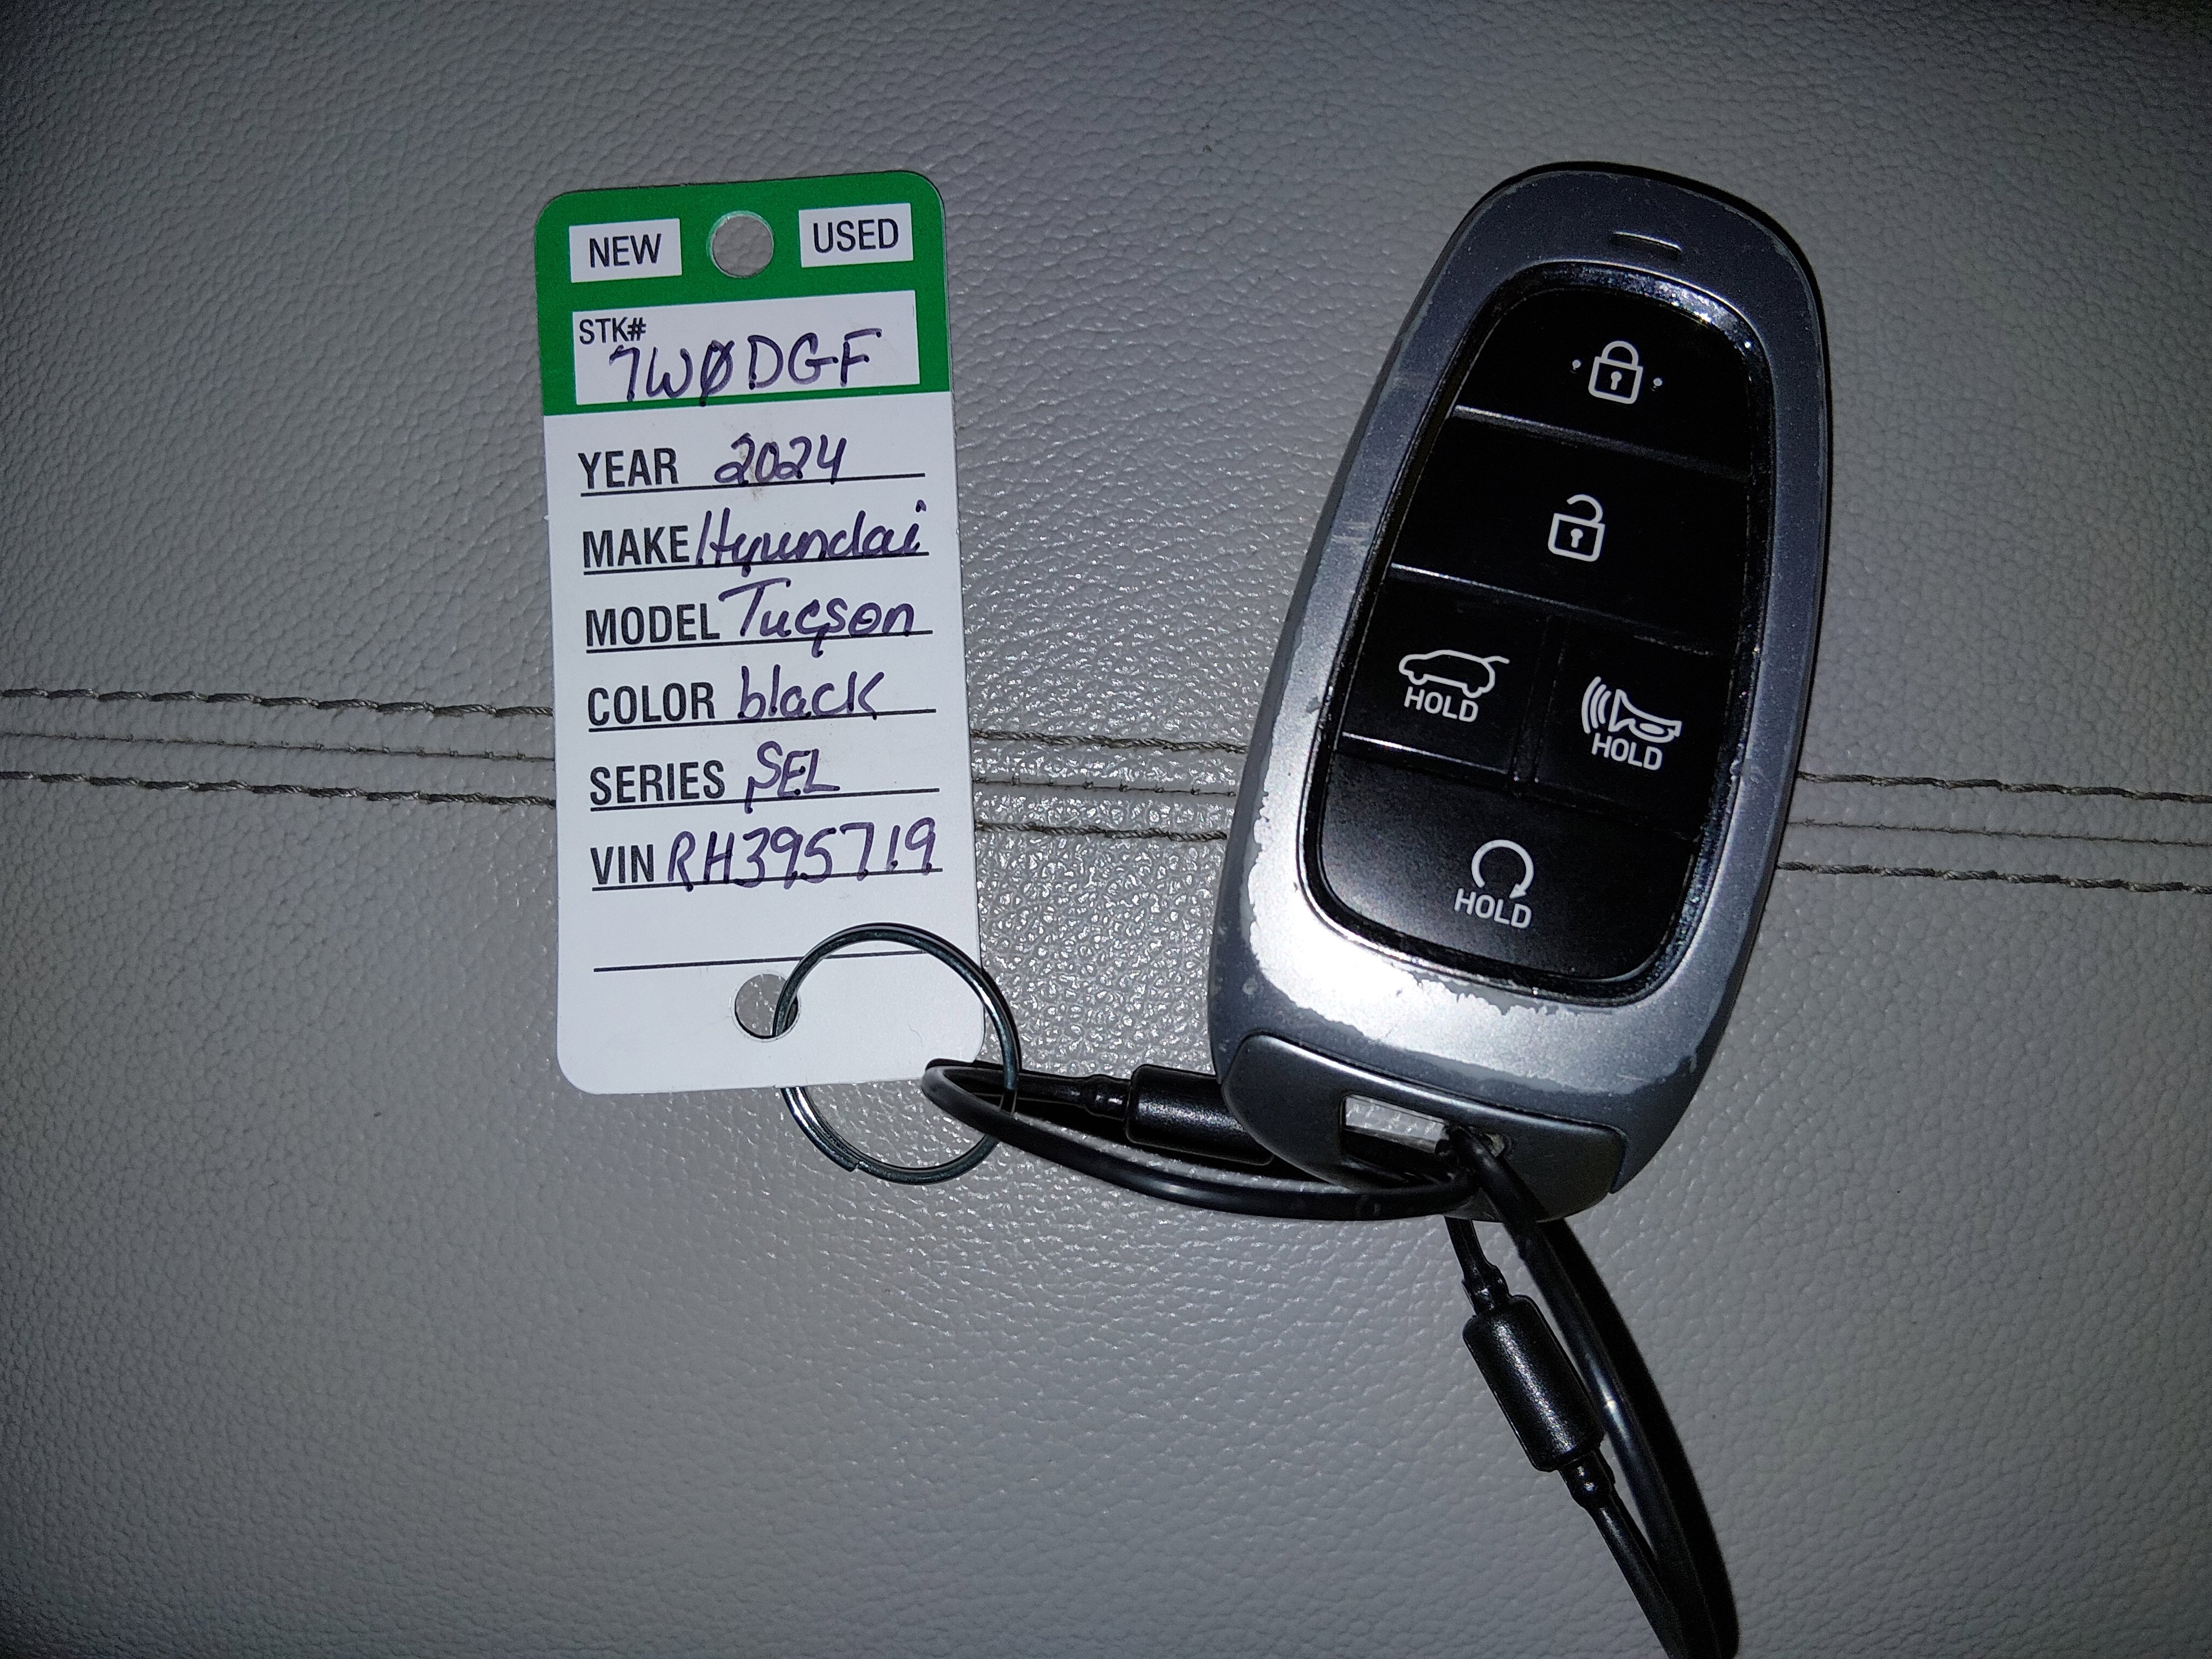 NEW USED
STK#
7WØDGF
YEAR 2024
MAKE Hyundai
MODEL Tucson
COLOR black
SERIES SEL
VIN RH395719
HOLD
HOLD
HOLD